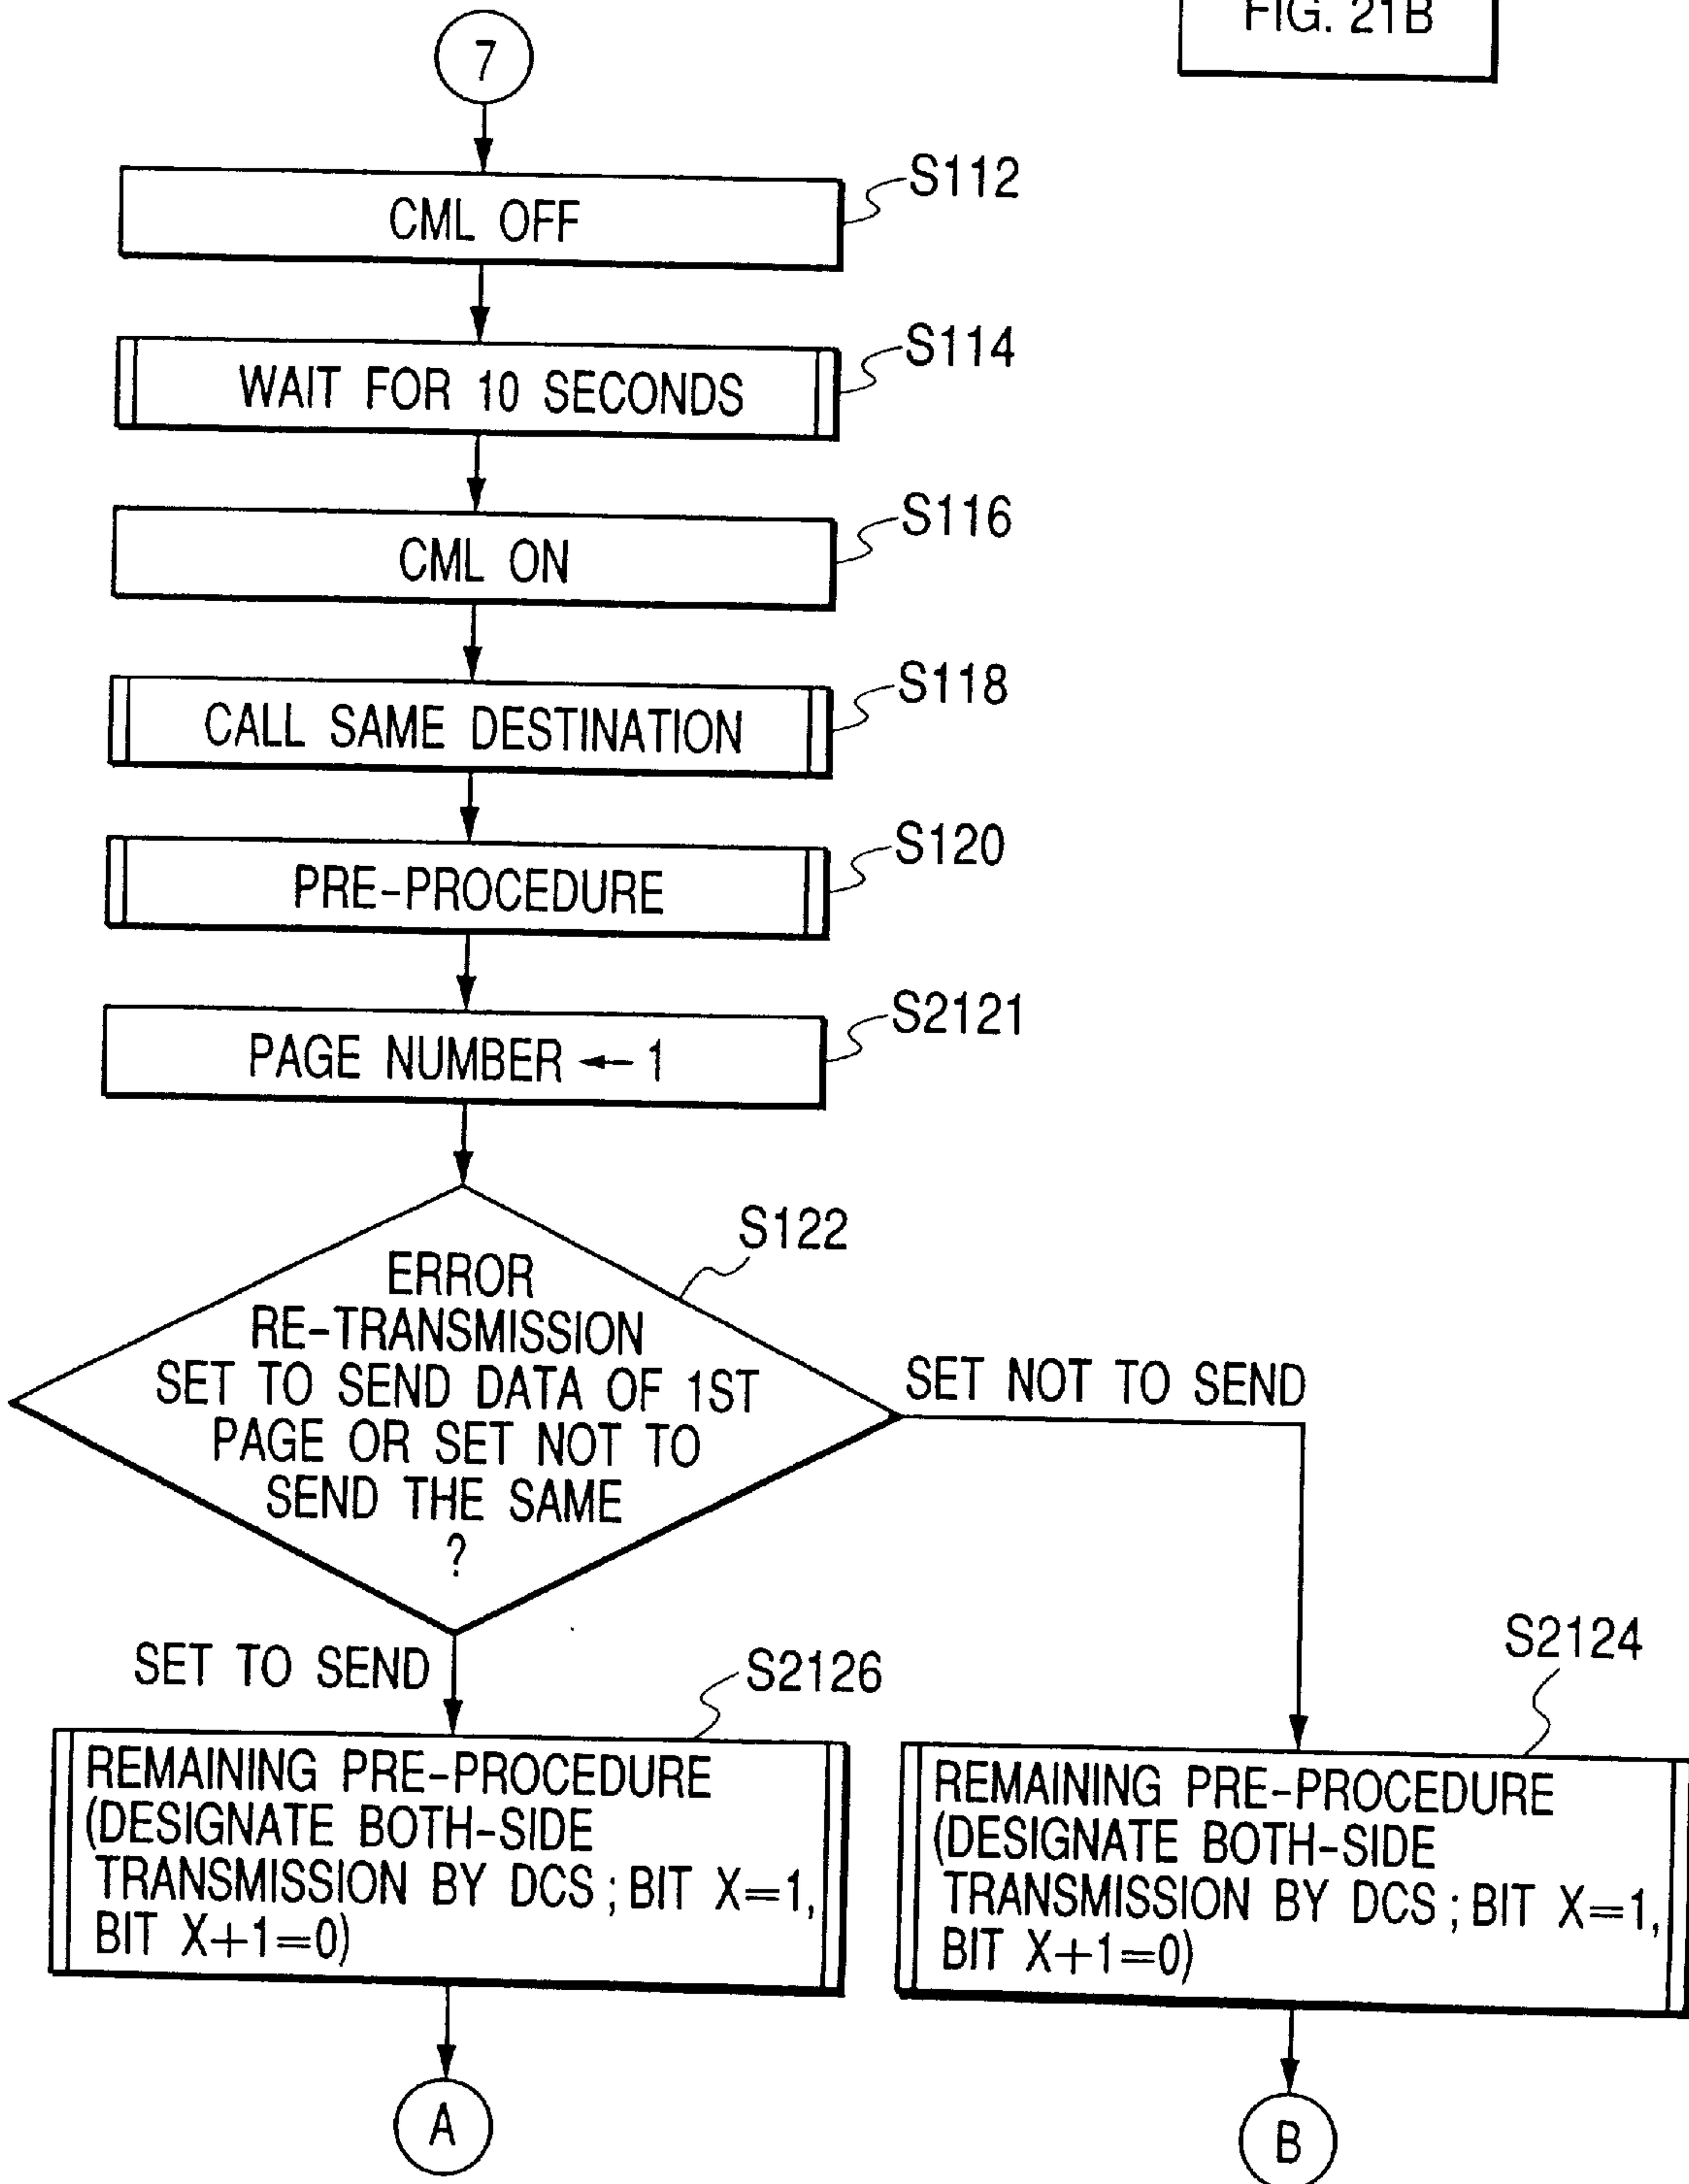 FIG. 21B
7
CML OFF
S112
WAIT FOR 10 SECONDS
S114
CML ON
S116
CALL SAME DESTINATION
S118
PRE-PROCEDURE
S120
PAGE NUMBER ← 1
S2121
ERROR
RE-TRANSMISSION
SET TO SEND DATA OF 1ST
PAGE OR SET NOT TO
SEND THE SAME
?
S122
SET NOT TO SEND
SET TO SEND
S2126
REMAINING PRE-PROCEDURE
(DESIGNATE BOTH-SIDE
TRANSMISSION BY DCS ; BIT X=1,
BIT X+1=0)
S2124
REMAINING PRE-PROCEDURE
(DESIGNATE BOTH-SIDE
TRANSMISSION BY DCS ; BIT X=1,
BIT X+1=0)
A
B